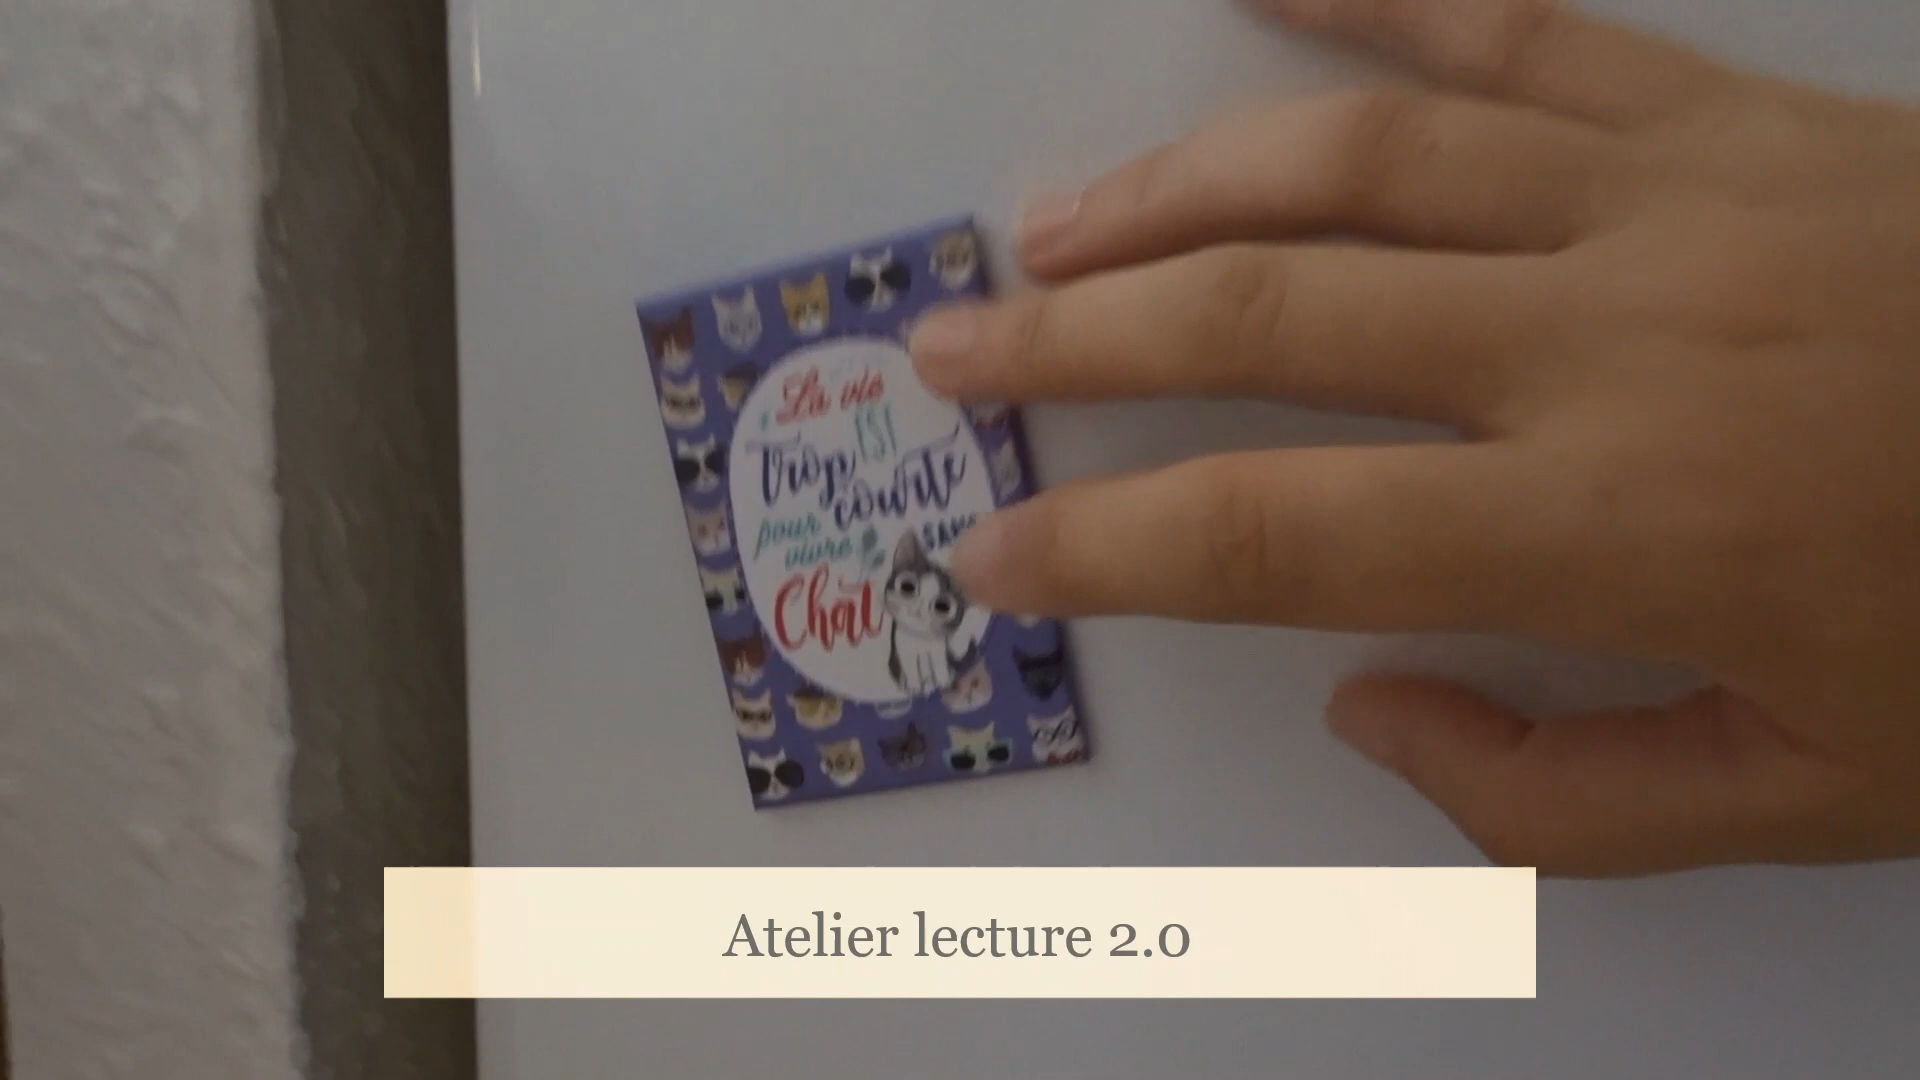 La vie
EST
trop
courte
pour
SANS
vivre
Chat
Atelier lecture 2.0